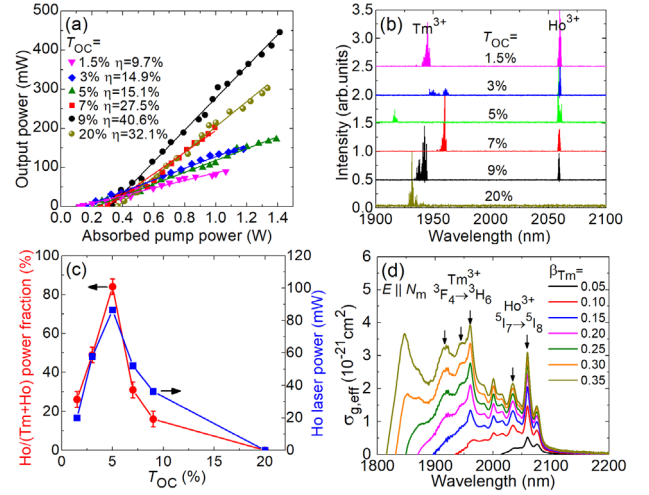 (a)
T_OC =
1.5% η=9.7%
3% η=14.9%
5% η=15.1%
7% η=27.5%
9% η=40.6%
20% η=32.1%
Output power (mW)
500
400
300
200
100
0
0.0 0.2 0.4 0.6 0.8 1.0 1.2 1.4
Absorbed pump power (W)
(b)
Tm³⁺
T_OC=
Ho³⁺
1.5%
3%
5%
7%
9%
20%
Intensity (arb.units)
3.5
3.0
2.5
2.0
1.5
1.0
0.5
0.0
1900 1950 2000 2050 2100
Wavelength (nm)
(c)
Ho/(Tm+Ho) power fraction (%)
100
80
60
40
20
0
120
100
80
60
40
20
0
Ho laser power (mW)
0 5 10 15 20
T_OC (%)
(d)
E || N_m
Tm³⁺
³F₄→³H₆
Ho³⁺
⁵I₇→⁵I₈
β_Tm=
0.05
0.10
0.15
0.20
0.25
0.30
0.35
σ_g,eff (10⁻²¹cm²)
6
5
4
3
2
1
0
1800 1900 2000 2100 2200
Wavelength (nm)